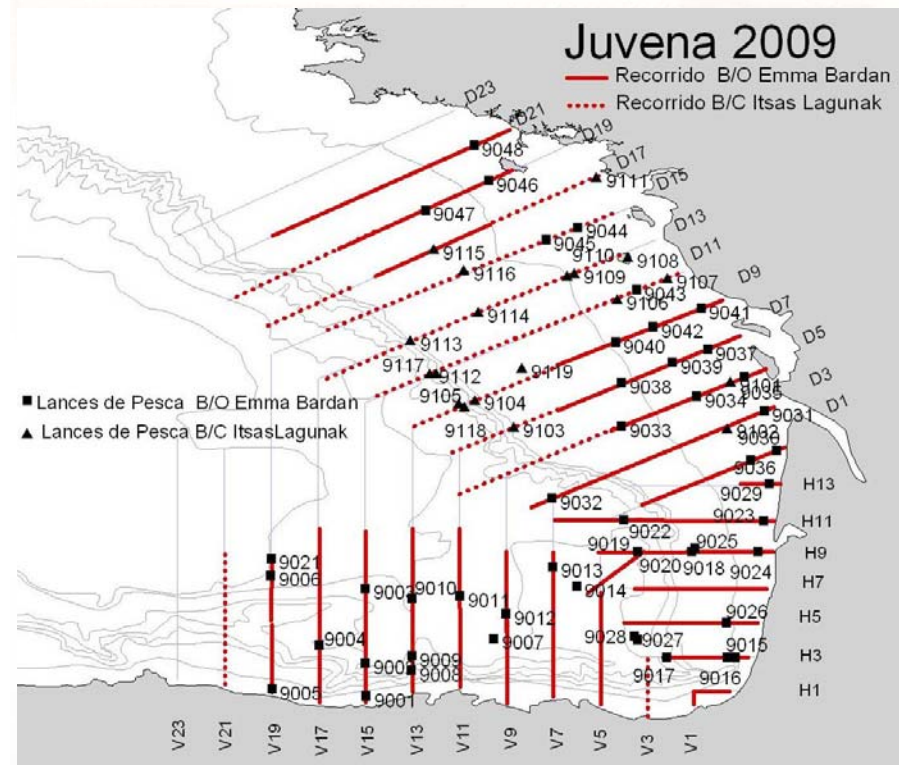 Juvena 2009
Recorrido B/O Emma Bardan
Recorrido B/C Itsas Lagunak
D23
D21
D19
D17
D15
D13
D11
D9
D7
D5
D3
D1
9048
9046
9047
9111
9044
9045
9115
9110
9108
9116
9109
9107
9043
9106
9114
9041
9042
9113
9040
9037
9117
9112
9119
9039
9038
9101
9035
9105
9104
9034
9031
9118
9103
9033
9102
9030
9036
9032
9029
9022
9023
9025
9019
9020
9018
9024
9021
9006
9013
9014
9003
9010
9011
9012
9026
9004
9007
9028
9027
9015
9009
9002
9008
9017
9016
9005
9001
Lances de Pesca B/O Emma Bardan
Lances de Pesca B/C ItsasLagunak
H13
H11
H9
H7
H5
H3
H1
V23
V21
V19
V17
V15
V13
V11
V9
V7
V5
V3
V1